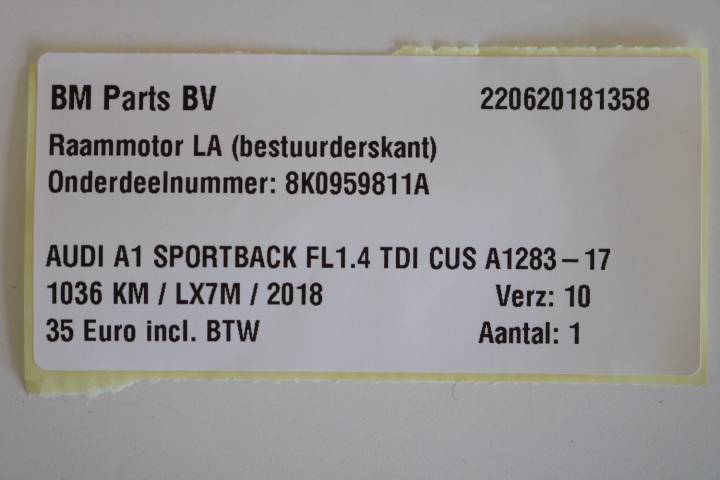 BM Parts BV 220620181358
Raammotor LA (bestuurderskant)
Onderdeelnummer: 8K0959811A
AUDI A1 SPORTBACK FL1.4 TDI CUS A1283-17
1036 KM / LX7M / 2018 Verz: 10
35 Euro incl. BTW Aantal: 1